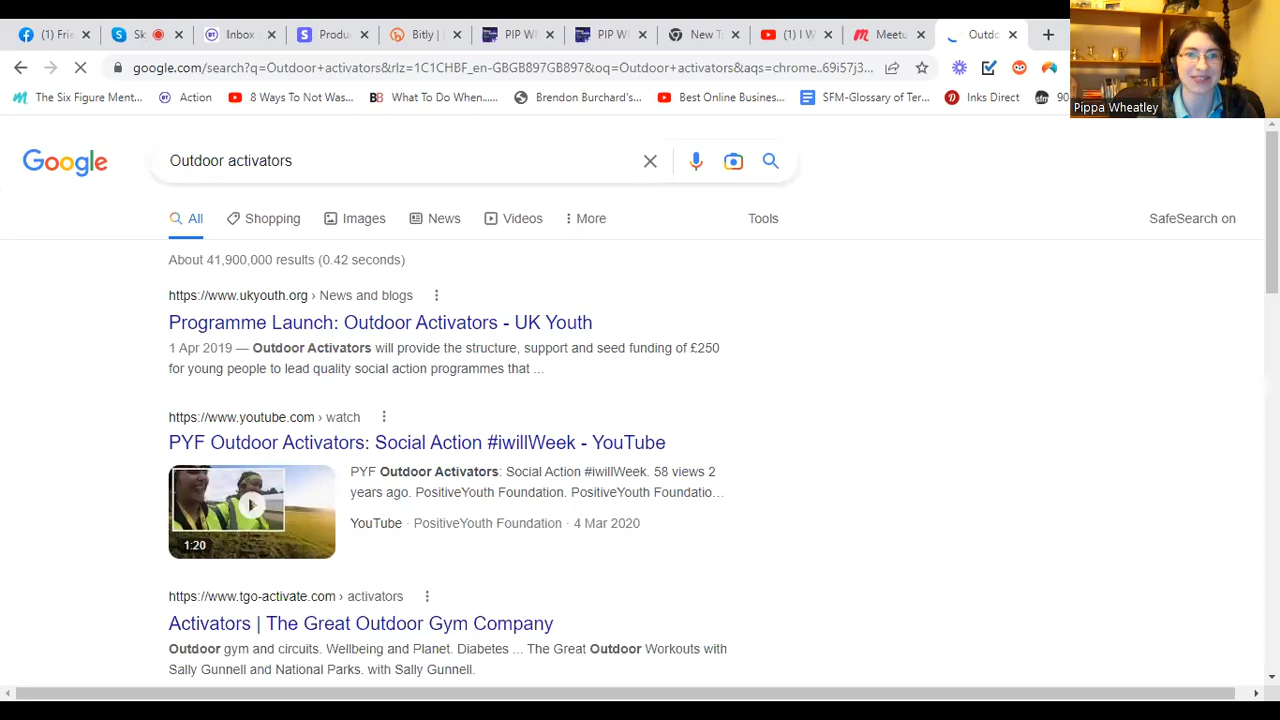 (1) Frie
Sk
Inbox
Produ
Bitly |
PIP W
PIP W
New T
(1) I W
Meetu
Outdo
google.com/search?q=Outdoor+activators&rlz=1C1CHBF_en-GBGB897GB897&oq=Outdoor+activators&aqs=chrome..69i57j3...
The Six Figure Ment...
Action
8 Ways To Not Was...
What To Do When......
Brendon Burchard's...
Best Online Busines...
SFM-Glossary of Ter...
Inks Direct
90
Pippa Wheatley
Google
Outdoor activators
All Shopping Images News Videos More Tools SafeSearch on
About 41,900,000 results (0.42 seconds)
https://www.ukyouth.org › News and blogs
Programme Launch: Outdoor Activators - UK Youth
1 Apr 2019 — Outdoor Activators will provide the structure, support and seed funding of £250
for young people to lead quality social action programmes that ...
https://www.youtube.com › watch
PYF Outdoor Activators: Social Action #iwillWeek - YouTube
PYF Outdoor Activators: Social Action #iwillWeek. 58 views 2
years ago. PositiveYouth Foundation. PositiveYouth Foundatio...
YouTube · PositiveYouth Foundation · 4 Mar 2020
1:20
https://www.tgo-activate.com › activators
Activators | The Great Outdoor Gym Company
Outdoor gym and circuits. Wellbeing and Planet. Diabetes ... The Great Outdoor Workouts with
Sally Gunnell and National Parks. with Sally Gunnell.